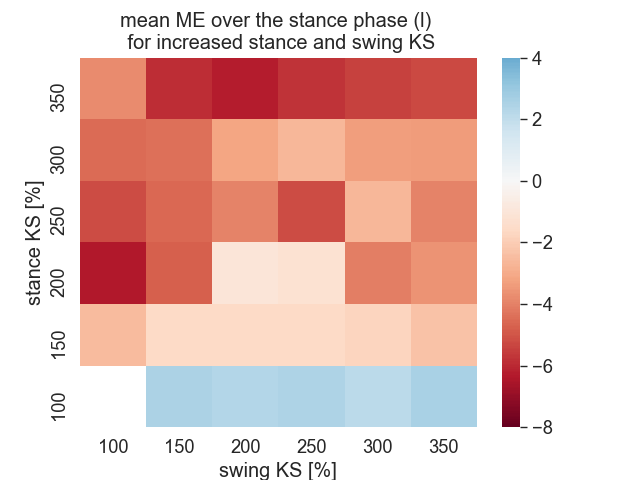 mean ME over the stance phase (I)
for increased stance and swing KS
stance KS [%]
350
300
250
200
150
100
100 150 200 250 300 350
swing KS [%]
4
2
0
−2
−4
−6
−8